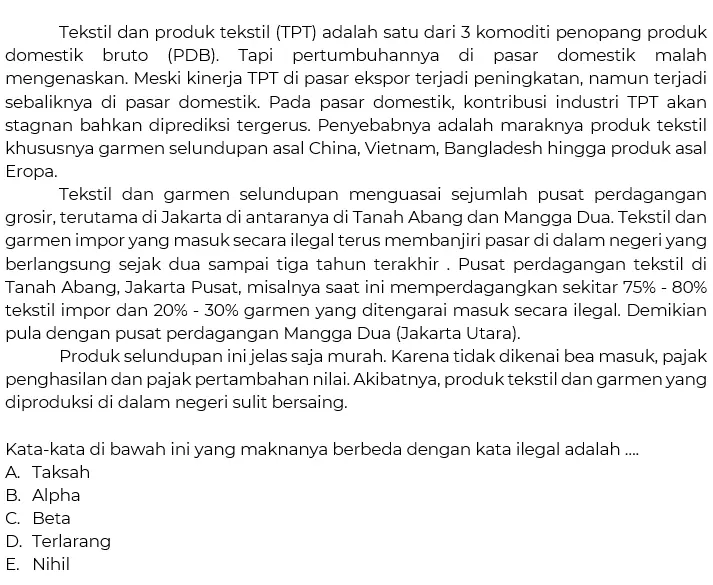 Tekstil dan produk tekstil (TPT) adalah satu dari 3 komoditi penopang produk
domestik bruto (PDB). Tapi pertumbuhannya di pasar domestik malah
mengenaskan. Meski kinerja TPT di pasar ekspor terjadi peningkatan, namun terjadi
sebaliknya di pasar domestik. Pada pasar domestik, kontribusi industri TPT akan
stagnan bahkan diprediksi tergerus. Penyebabnya adalah maraknya produk tekstil
khususnya garmen selundupan asal China, Vietnam, Bangladesh hingga produk asal
Eropa.
Tekstil dan garmen selundupan menguasai sejumlah pusat perdagangan
grosir, terutama di Jakarta di antaranya di Tanah Abang dan Mangga Dua. Tekstil dan
garmen impor yang masuk secara ilegal terus membanjiri pasar di dalam negeri yang
berlangsung sejak dua sampai tiga tahun terakhir . Pusat perdagangan tekstil di
Tanah Abang, Jakarta Pusat, misalnya saat ini memperdagangkan sekitar 75% - 80%
tekstil impor dan 20% - 30% garmen yang ditengarai masuk secara ilegal. Demikian
pula dengan pusat perdagangan Mangga Dua (Jakarta Utara).
Produk selundupan ini jelas saja murah. Karena tidak dikenai bea masuk, pajak
penghasilan dan pajak pertambahan nilai. Akibatnya, produk tekstil dan garmen yang
diproduksi di dalam negeri sulit bersaing.
Kata-kata di bawah ini yang maknanya berbeda dengan kata ilegal adalah ....
A. Taksah
B. Alpha
C. Beta
D. Terlarang
E. Nihil